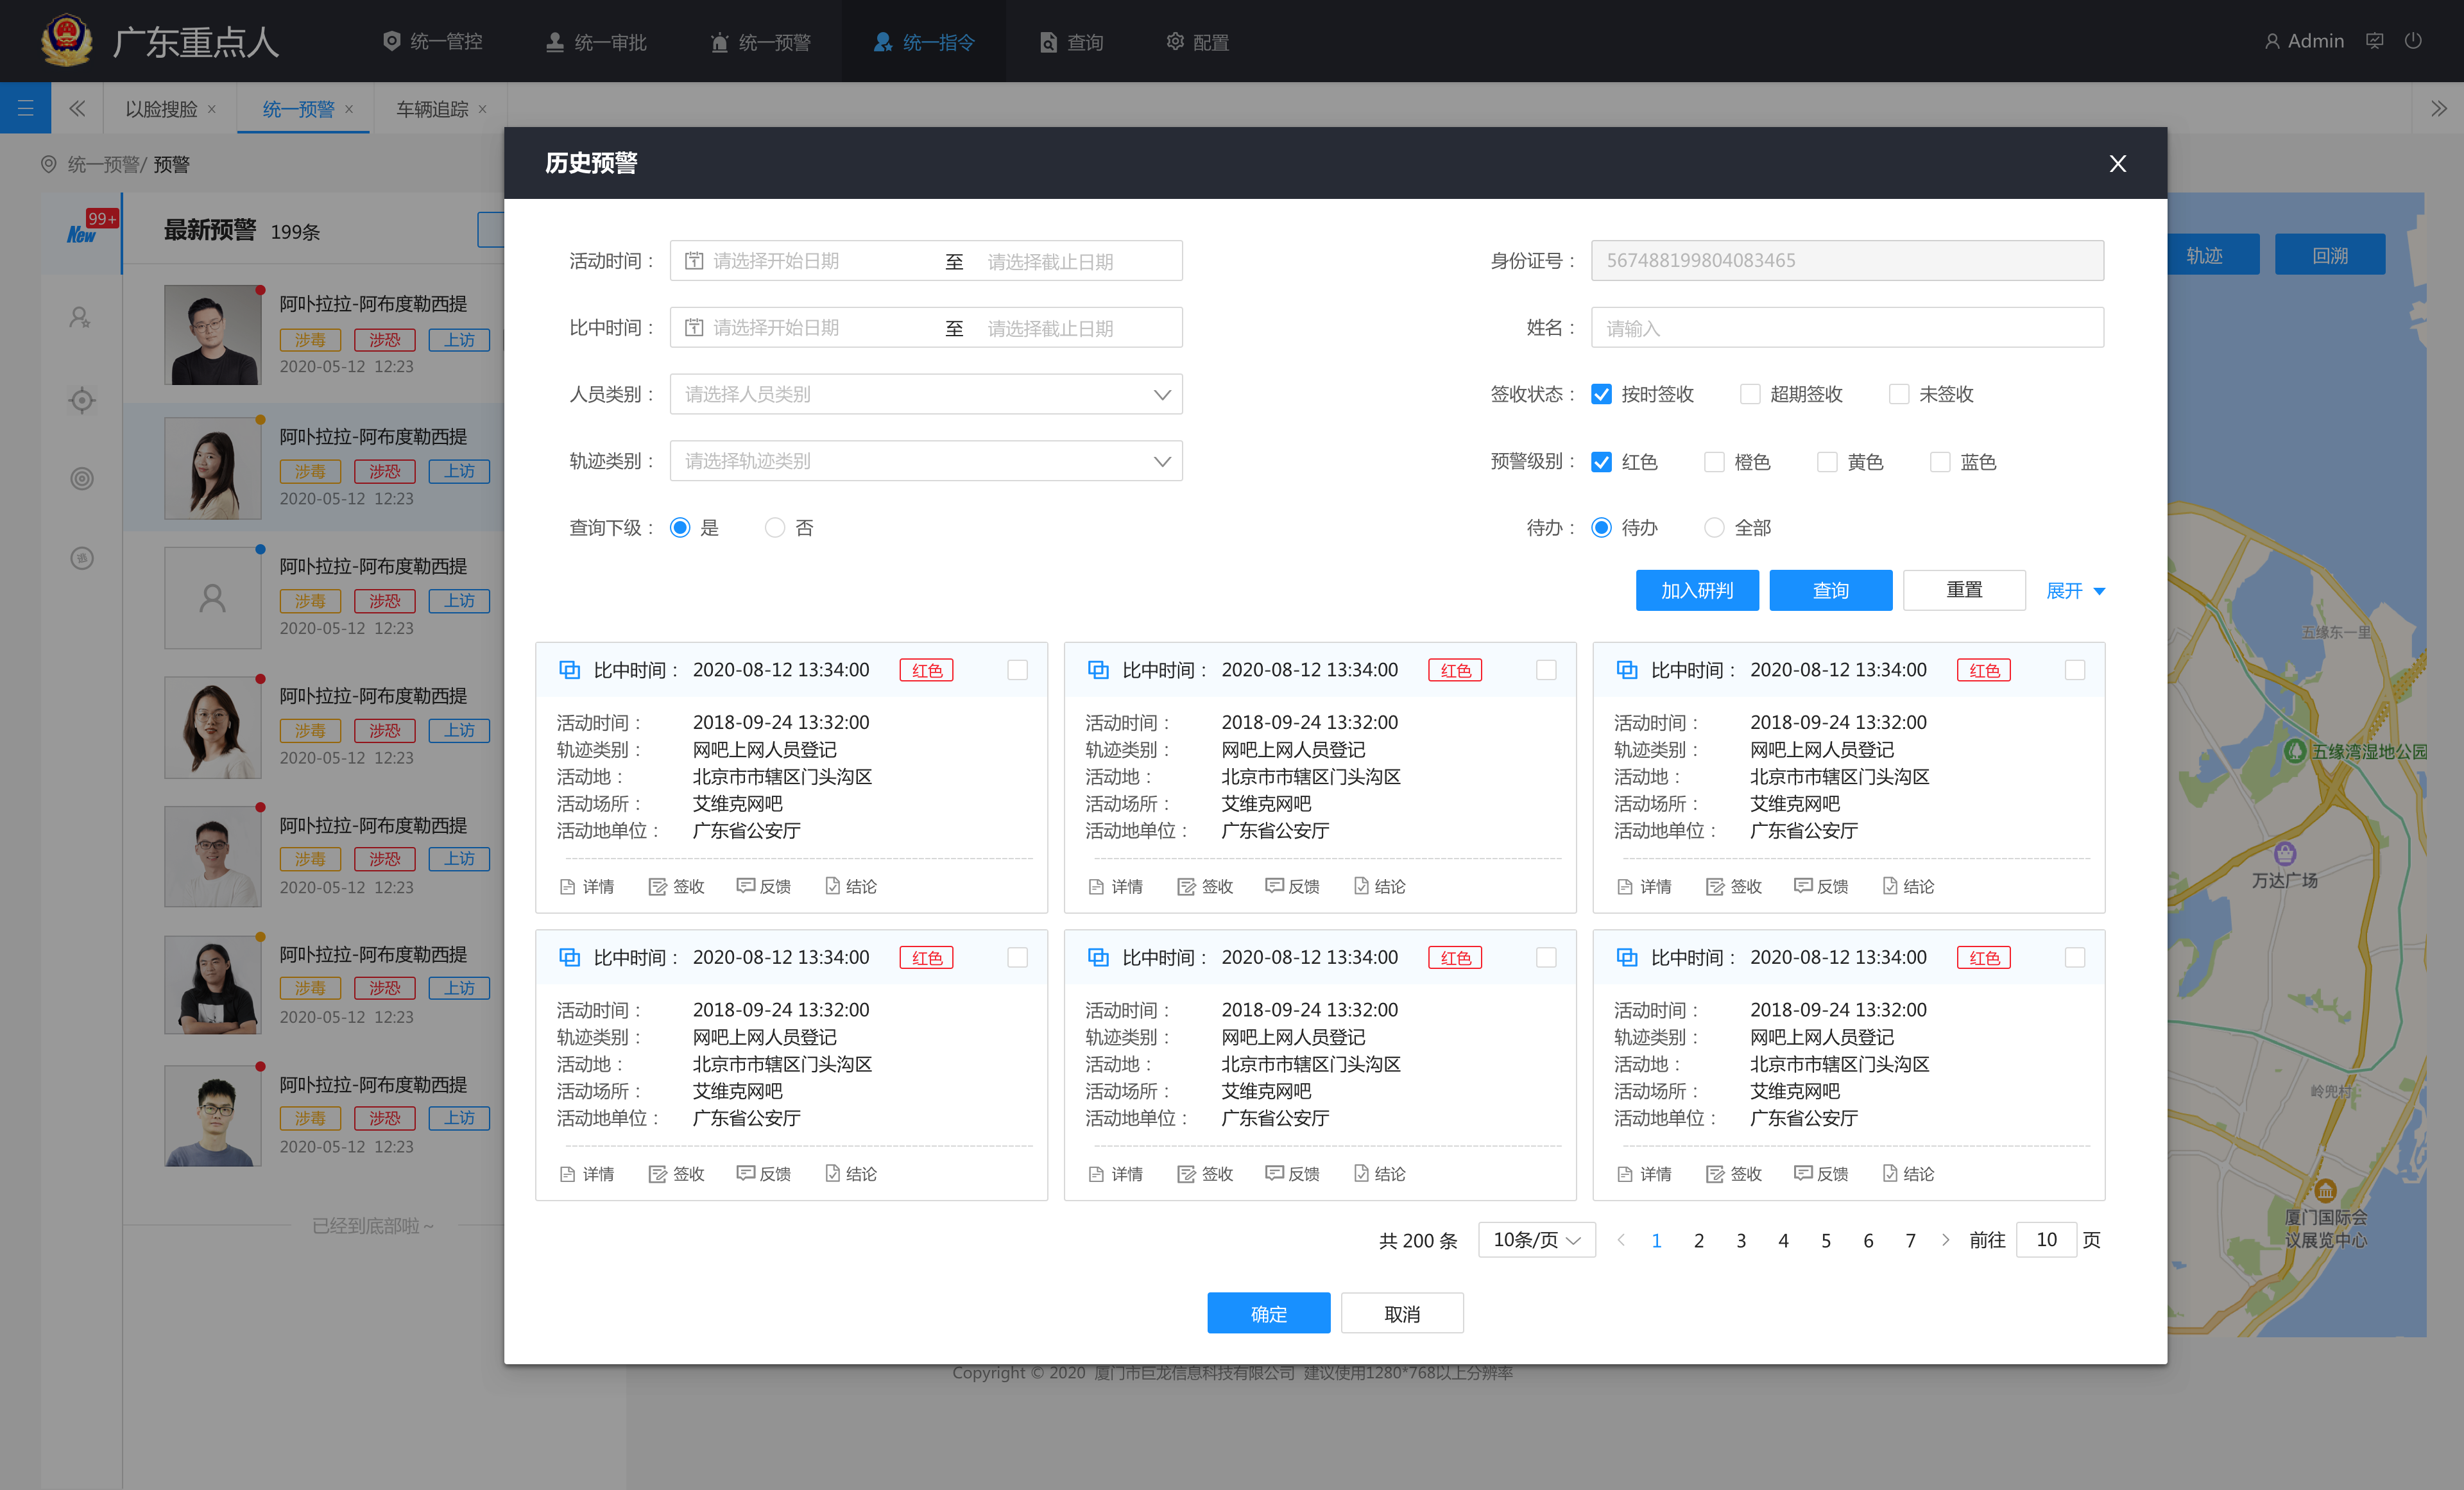 广东重点人
统一管控
统一审批
统一预警
统一指令
查询
配置
Admin
以脸搜脸 ×
统一预警 ×
车辆追踪 ×
统一预警/ 预警
New
99+
最新预警 199条
阿卟拉拉-阿布度勒西提
涉毒 涉恐 上访
2020-05-12 12:23
阿卟拉拉-阿布度勒西提
涉毒 涉恐 上访
2020-05-12 12:23
阿卟拉拉-阿布度勒西提
涉毒 涉恐 上访
2020-05-12 12:23
阿卟拉拉-阿布度勒西提
涉毒 涉恐 上访
2020-05-12 12:23
阿卟拉拉-阿布度勒西提
涉毒 涉恐 上访
2020-05-12 12:23
阿卟拉拉-阿布度勒西提
涉毒 涉恐 上访
2020-05-12 12:23
阿卟拉拉-阿布度勒西提
涉毒 涉恐 上访
2020-05-12 12:23
已经到底部啦～
历史预警
活动时间： 请选择开始日期 至 请选择截止日期
身份证号： 567488199804083465
比中时间： 请选择开始日期 至 请选择截止日期
姓名： 请输入
人员类别： 请选择人员类别
签收状态： 按时签收 超期签收 未签收
轨迹类别： 请选择轨迹类别
预警级别： 红色 橙色 黄色 蓝色
查询下级： 是 否
待办： 待办 全部
加入研判 查询 重置 展开
比中时间： 2020-08-12 13:34:00 红色
活动时间： 2018-09-24 13:32:00
轨迹类别： 网吧上网人员登记
活动地： 北京市市辖区门头沟区
活动场所： 艾维克网吧
活动地单位： 广东省公安厅
详情 签收 反馈 结论
比中时间： 2020-08-12 13:34:00 红色
活动时间： 2018-09-24 13:32:00
轨迹类别： 网吧上网人员登记
活动地： 北京市市辖区门头沟区
活动场所： 艾维克网吧
活动地单位： 广东省公安厅
详情 签收 反馈 结论
比中时间： 2020-08-12 13:34:00 红色
活动时间： 2018-09-24 13:32:00
轨迹类别： 网吧上网人员登记
活动地： 北京市市辖区门头沟区
活动场所： 艾维克网吧
活动地单位： 广东省公安厅
详情 签收 反馈 结论
比中时间： 2020-08-12 13:34:00 红色
活动时间： 2018-09-24 13:32:00
轨迹类别： 网吧上网人员登记
活动地： 北京市市辖区门头沟区
活动场所： 艾维克网吧
活动地单位： 广东省公安厅
详情 签收 反馈 结论
比中时间： 2020-08-12 13:34:00 红色
活动时间： 2018-09-24 13:32:00
轨迹类别： 网吧上网人员登记
活动地： 北京市市辖区门头沟区
活动场所： 艾维克网吧
活动地单位： 广东省公安厅
详情 签收 反馈 结论
比中时间： 2020-08-12 13:34:00 红色
活动时间： 2018-09-24 13:32:00
轨迹类别： 网吧上网人员登记
活动地： 北京市市辖区门头沟区
活动场所： 艾维克网吧
活动地单位： 广东省公安厅
详情 签收 反馈 结论
共 200 条 10条/页 1 2 3 4 5 6 7 前往 10 页
确定 取消
轨迹 回溯
五缘东一里
五缘湾湿地公园
万达广场
岭兜村
厦门国际会
议展览中心
Copyright © 2020 厦门市巨龙信息科技有限公司 建议使用1280*768以上分辨率